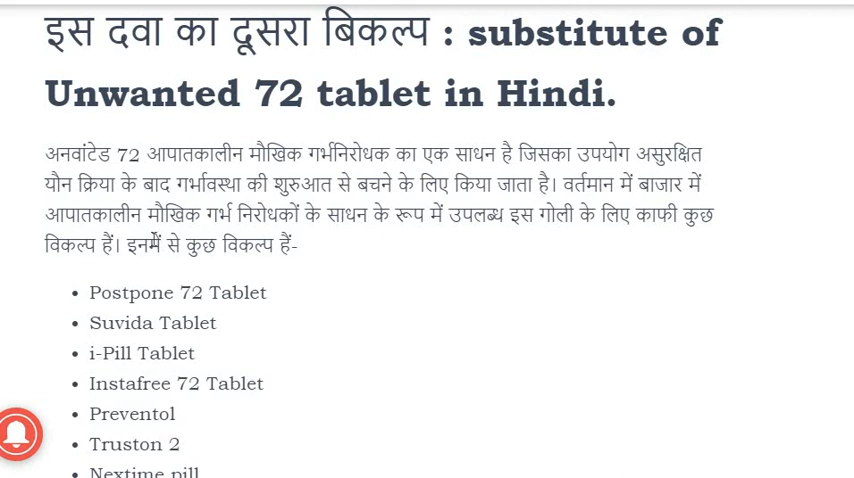 इस दवा का दूसरा बिकल्प : substitute of
Unwanted 72 tablet in Hindi.
अनवांटेड 72 आपातकालीन मौखिक गर्भनिरोधक का एक साधन है जिसका उपयोग असुरक्षित
यौन क्रिया के बाद गर्भावस्था की शुरुआत से बचने के लिए किया जाता है। वर्तमान में बाजार में
आपातकालीन मौखिक गर्भ निरोधकों के साधन के रूप में उपलब्ध इस गोली के लिए काफी कुछ
विकल्प हैं। इनमें से कुछ विकल्प हैं-
• Postpone 72 Tablet
• Suvida Tablet
• i-Pill Tablet
• Instafree 72 Tablet
• Preventol
• Truston 2
• Nextime pill